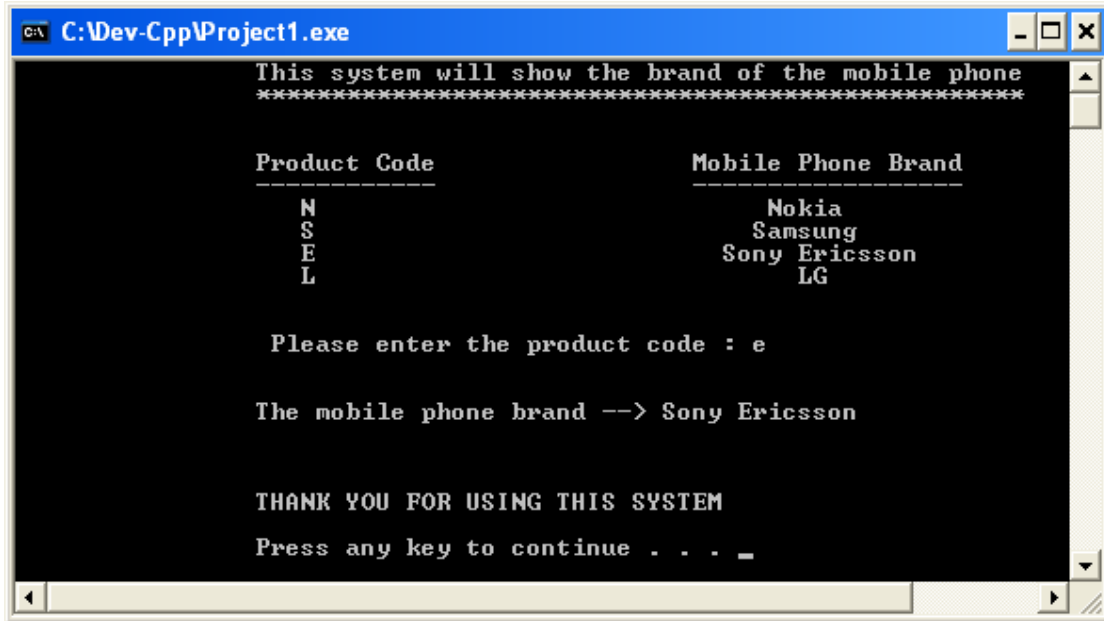 C:\Dev-Cpp\Project1.exe
This system will show the brand of the mobile phone
***************************************************
Product Code Mobile Phone Brand
------------ ------------------
N Nokia
S Samsung
E Sony Ericsson
L LG
Please enter the product code : e
The mobile phone brand --> Sony Ericsson
THANK YOU FOR USING THIS SYSTEM
Press any key to continue . . . _